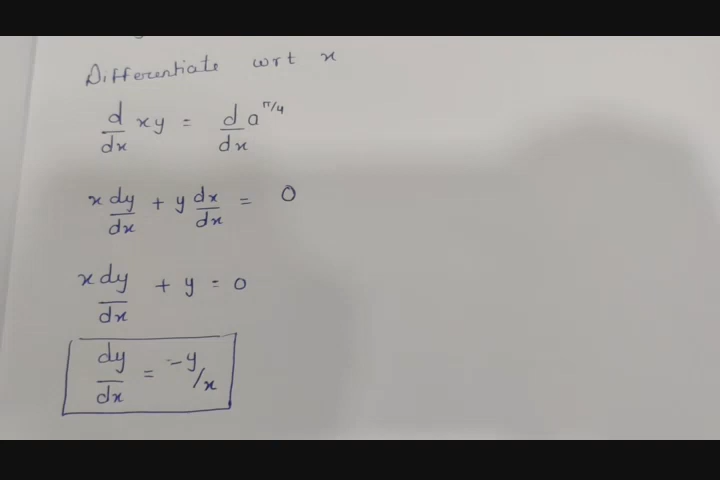 Differentiate wrt x
d/dx xy = d/dx a^π/4
x dy/dx + y dx/dx = 0
x dy/dx + y = 0
dy/dx = -y/x